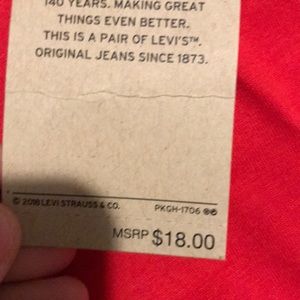 140 YEARS. MAKING GREAT
THINGS EVEN BETTER.
THIS IS A PAIR OF LEVI'S™.
ORIGINAL JEANS SINCE 1873.
© 2018 LEVI STRAUSS & CO. PKGH-1706
MSRP $18.00